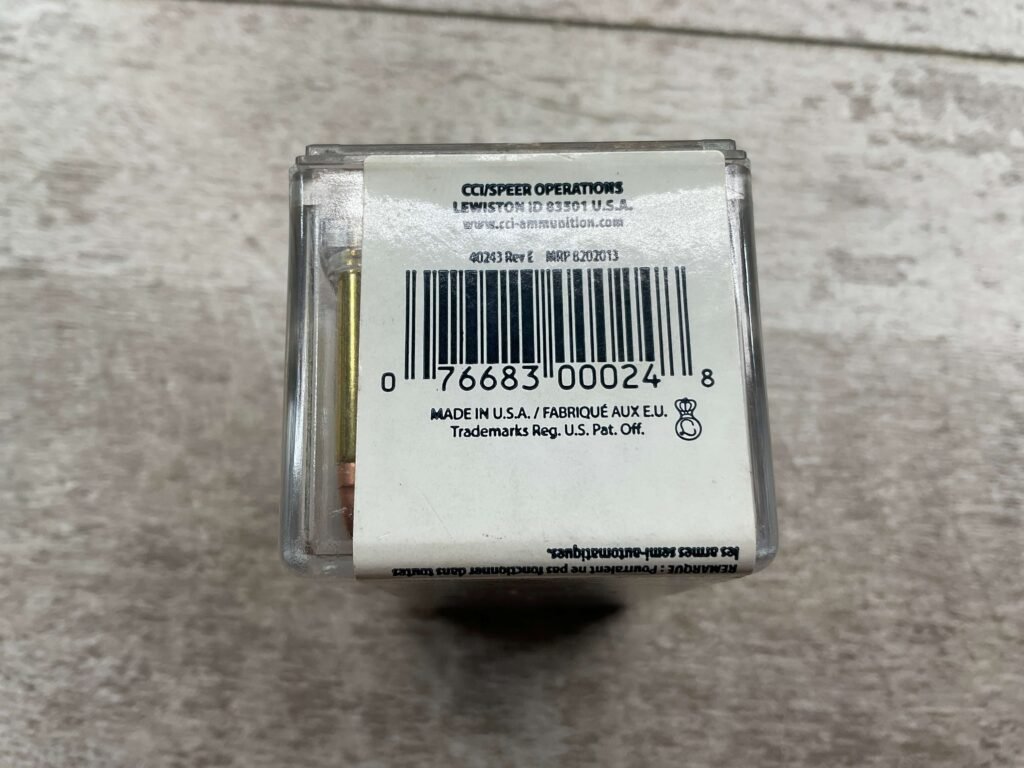 CCI/SPEER OPERATIONS
LEWISTON ID 83501 U.S.A.
www.cci-ammunition.com
40243 Rev E MRP 8202013
0 76683 00024 8
MADE IN U.S.A. / FABRIQUÉ AUX E.U.
Trademarks Reg. U.S. Pat. Off.
REMARQUE : Pourraient ne pas fonctionner dans toutes
les armes semi-automatiques.